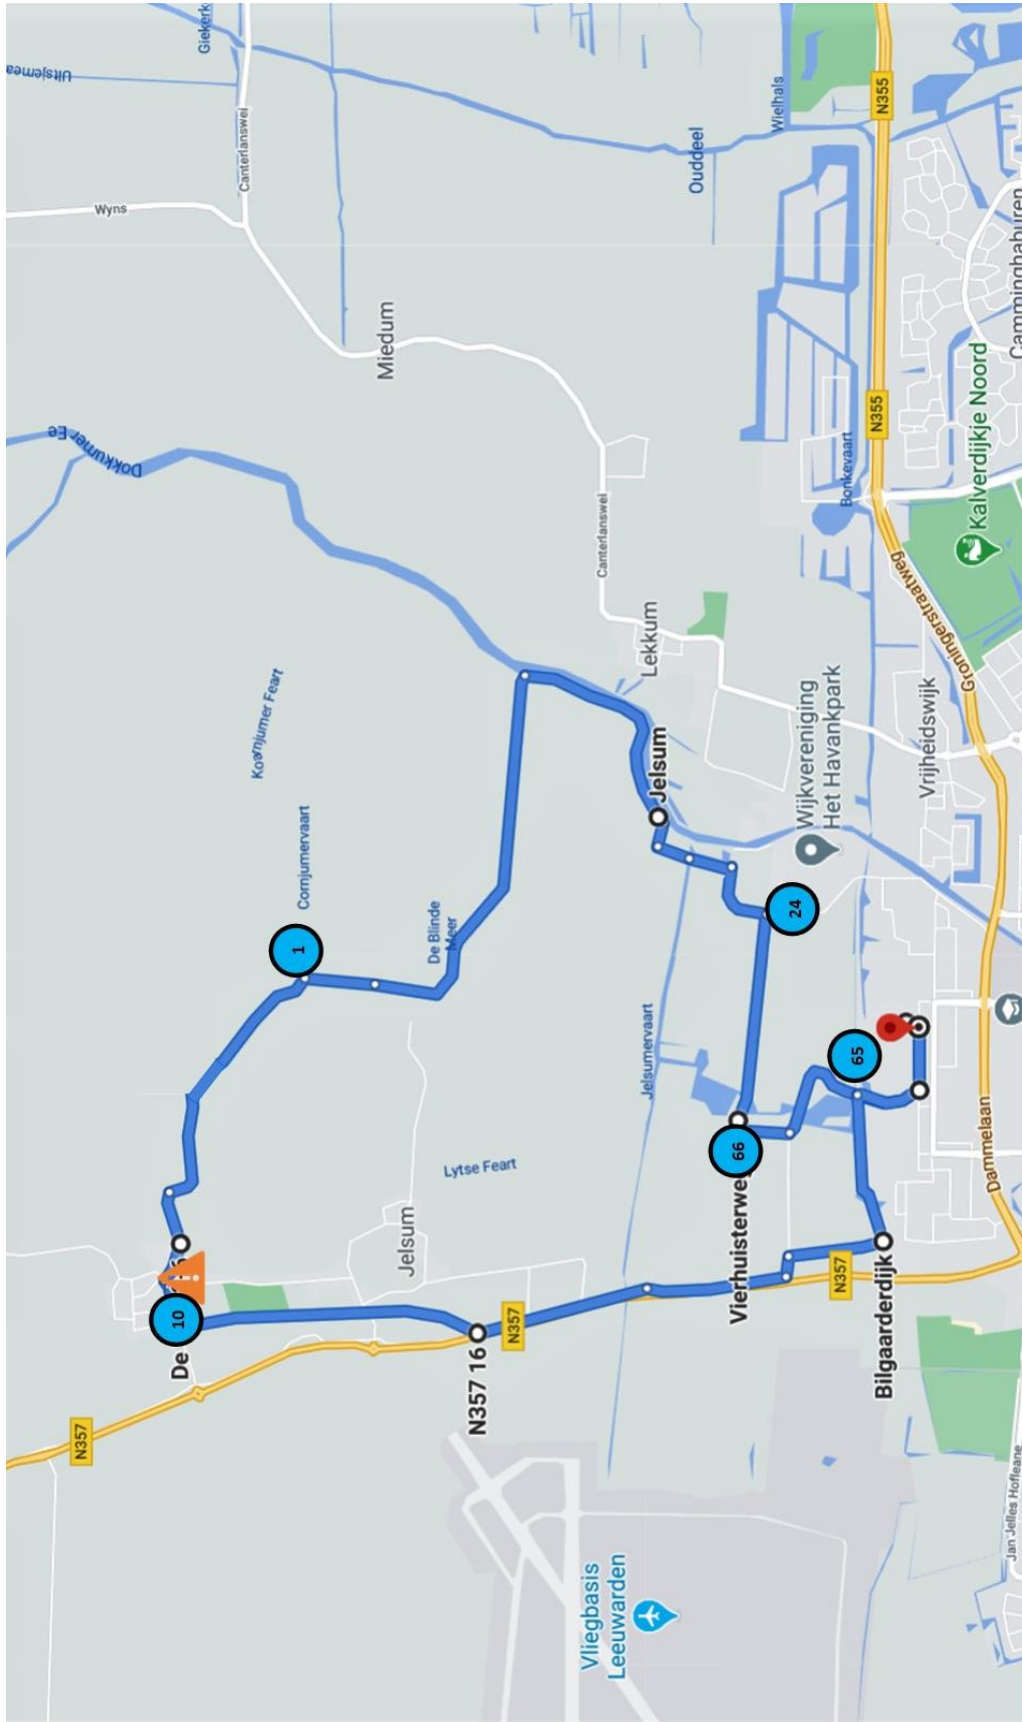 Giekerk
Uitsjemea
Canterlanswei
Wyns
N355
Wielhals
Ouddeel
Miedum
Dokkumer Ee
N355
Camminghaburen
Kalverdijkje Noord
Bonkevaart
Canterlanswei
Groningerstraatweg
Lekkum
Koarnjumer Feart
Wijkvereniging
Het Havankpark
Vrijheidswijk
Jelsum
Cornjumervaart
De Blinde
Meer
1
24
Jelsumervaart
65
66
Lytse Feart
Dammelaan
Jelsum
Vierhuisterweg
N357
10
De
N357
N357 16
Bilgaarderdijk
N357
Vliegbasis
Leeuwarden
Jan Jelles Hofleane